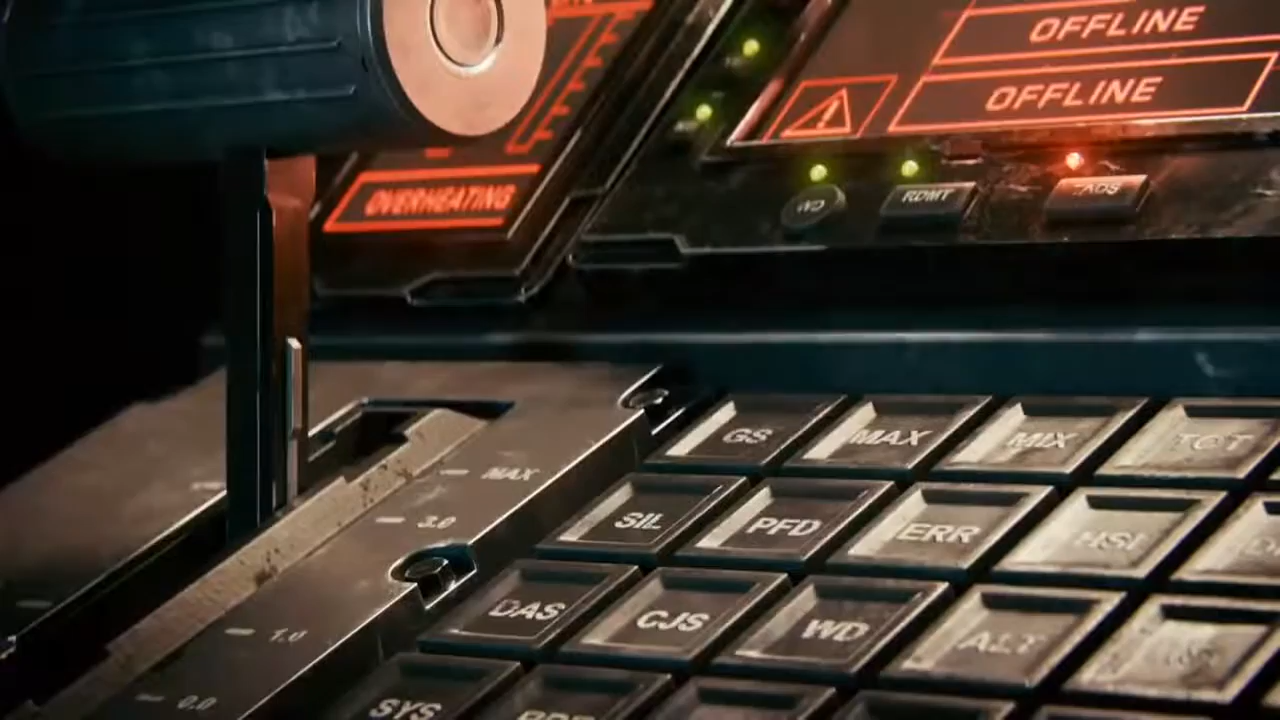 OFFLINE
OFFLINE
OVERHEATING
WD
RDMT
GS
MAX
MIX
TOT
MAX
3.0
SIL
PFD
ERR
HSI
1.0
DAS
CJS
WD
ALT
0.0
SYS